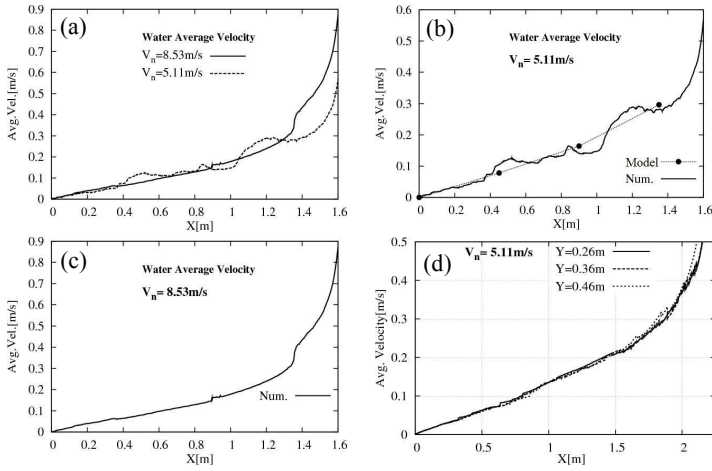 (a)
Water Average Velocity
Vn=8.53m/s
Vn=5.11m/s
Avg.Vel.[m/s]
0.9
0.8
0.7
0.6
0.5
0.4
0.3
0.2
0.1
0
0 0.2 0.4 0.6 0.8 1 1.2 1.4 1.6
X[m]
(b)
Water Average Velocity
Vn= 5.11m/s
Model
Num.
Avg.Vel.[m/s]
0.6
0.5
0.4
0.3
0.2
0.1
0
0 0.2 0.4 0.6 0.8 1 1.2 1.4 1.6
X[m]
(c)
Water Average Velocity
Vn= 8.53m/s
Num.
Avg.Vel.[m/s]
0.9
0.8
0.7
0.6
0.5
0.4
0.3
0.2
0.1
0
0 0.2 0.4 0.6 0.8 1 1.2 1.4 1.6
X[m]
(d)
Vn= 5.11m/s
Y=0.26m
Y=0.36m
Y=0.46m
Avg. Velocity[m/s]
0.5
0.4
0.3
0.2
0.1
0
0 0.5 1 1.5 2
X[m]